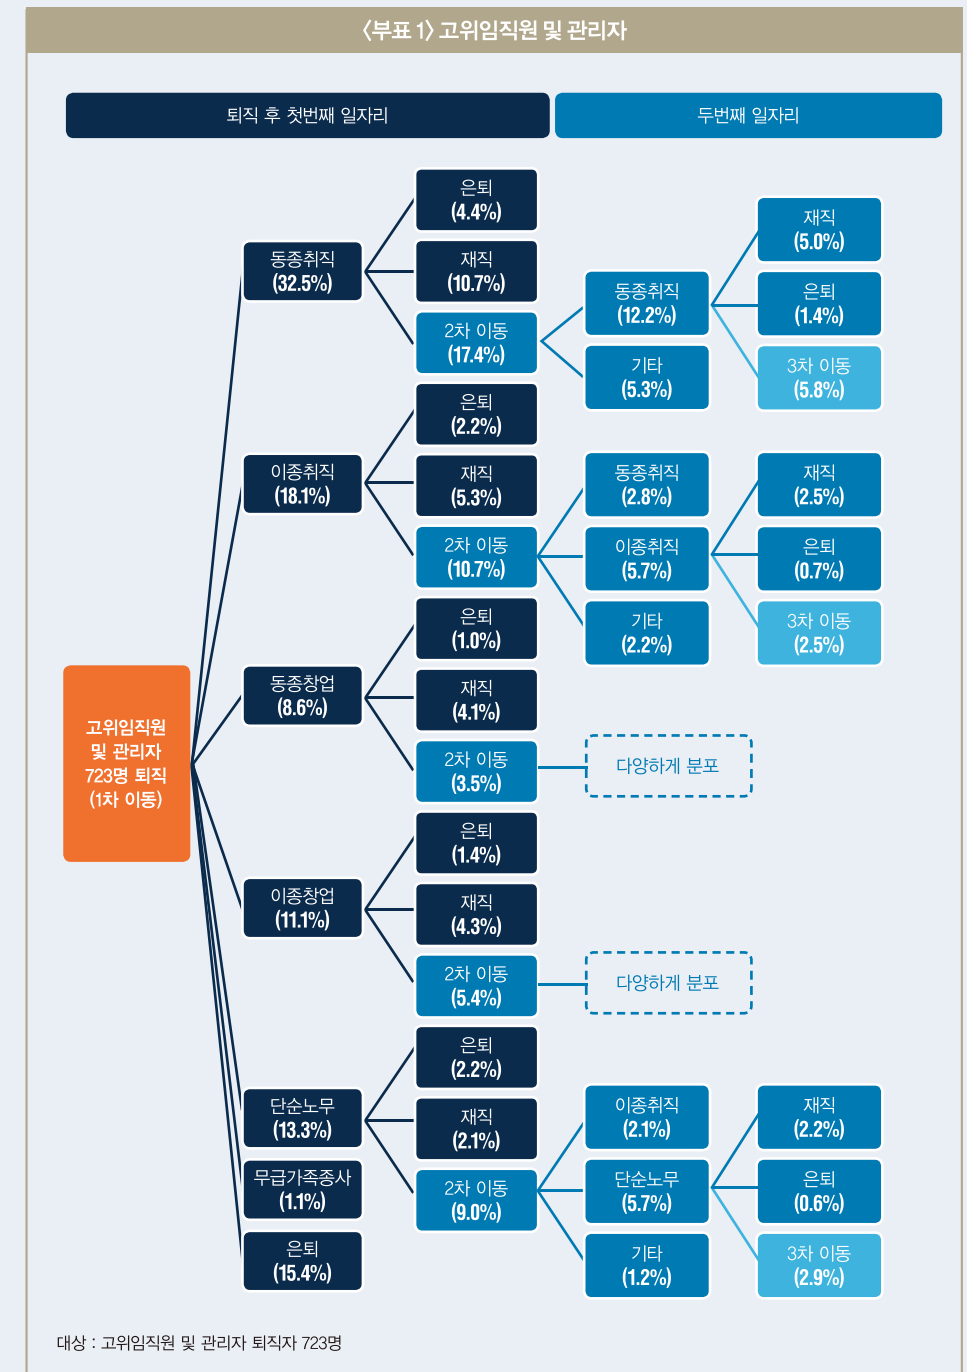 〈부표 1〉 고위임직원 및 관리자
퇴직 후 첫번째 일자리
두번째 일자리
고위임직원
및 관리자
723명 퇴직
(1차 이동)
동종취직
(32.5%)
은퇴
(4.4%)
재직
(10.7%)
2차 이동
(17.4%)
동종취직
(12.2%)
기타
(5.3%)
재직
(5.0%)
은퇴
(1.4%)
3차 이동
(5.8%)
이종취직
(18.1%)
은퇴
(2.2%)
재직
(5.3%)
2차 이동
(10.7%)
동종취직
(2.8%)
이종취직
(5.7%)
기타
(2.2%)
재직
(2.5%)
은퇴
(0.7%)
3차 이동
(2.5%)
동종창업
(8.6%)
은퇴
(1.0%)
재직
(4.1%)
2차 이동
(3.5%)
다양하게 분포
이종창업
(11.1%)
은퇴
(1.4%)
재직
(4.3%)
2차 이동
(5.4%)
다양하게 분포
단순노무
(13.3%)
은퇴
(2.2%)
재직
(2.1%)
2차 이동
(9.0%)
이종취직
(2.1%)
단순노무
(5.7%)
기타
(1.2%)
재직
(2.2%)
은퇴
(0.6%)
3차 이동
(2.9%)
무급가족종사
(1.1%)
은퇴
(15.4%)
대상 : 고위임직원 및 관리자 퇴직자 723명